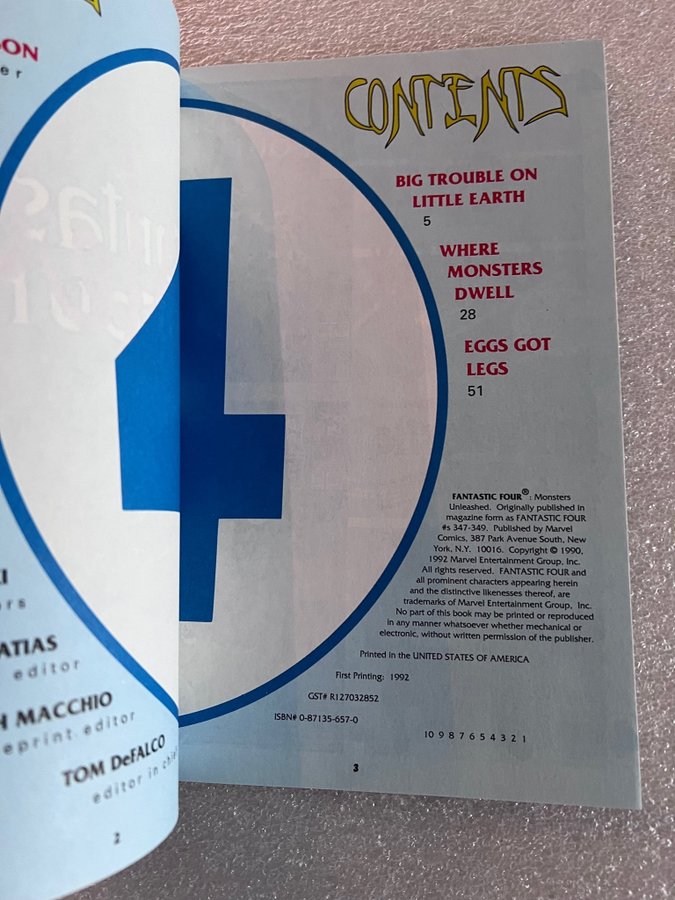 SON
er
4
KI
ors
ATIAS
editor
H MACCHIO
reprint editor
TOM DeFALCO
editor in chief
2
CONTENTS
BIG TROUBLE ON
LITTLE EARTH
5
WHERE
MONSTERS
DWELL
28
EGGS GOT
LEGS
51
FANTASTIC FOUR® : Monsters
Unleashed. Originally published in
magazine form as FANTASTIC FOUR
#s 347-349. Published by Marvel
Comics, 387 Park Avenue South, New
York, N.Y. 10016. Copyright © 1990,
1992 Marvel Entertainment Group, Inc.
All rights reserved. FANTASTIC FOUR and
all prominent characters appearing herein
and the distinctive likenesses thereof, are
trademarks of Marvel Entertainment Group, Inc.
No part of this book may be printed or reproduced
in any manner whatsoever whether mechanical or
electronic, without written permission of the publisher.
Printed in the UNITED STATES OF AMERICA
First Printing: 1992
GST# R127032852
ISBN# 0-87135-657-0
10 9 8 7 6 5 4 3 2 1
3